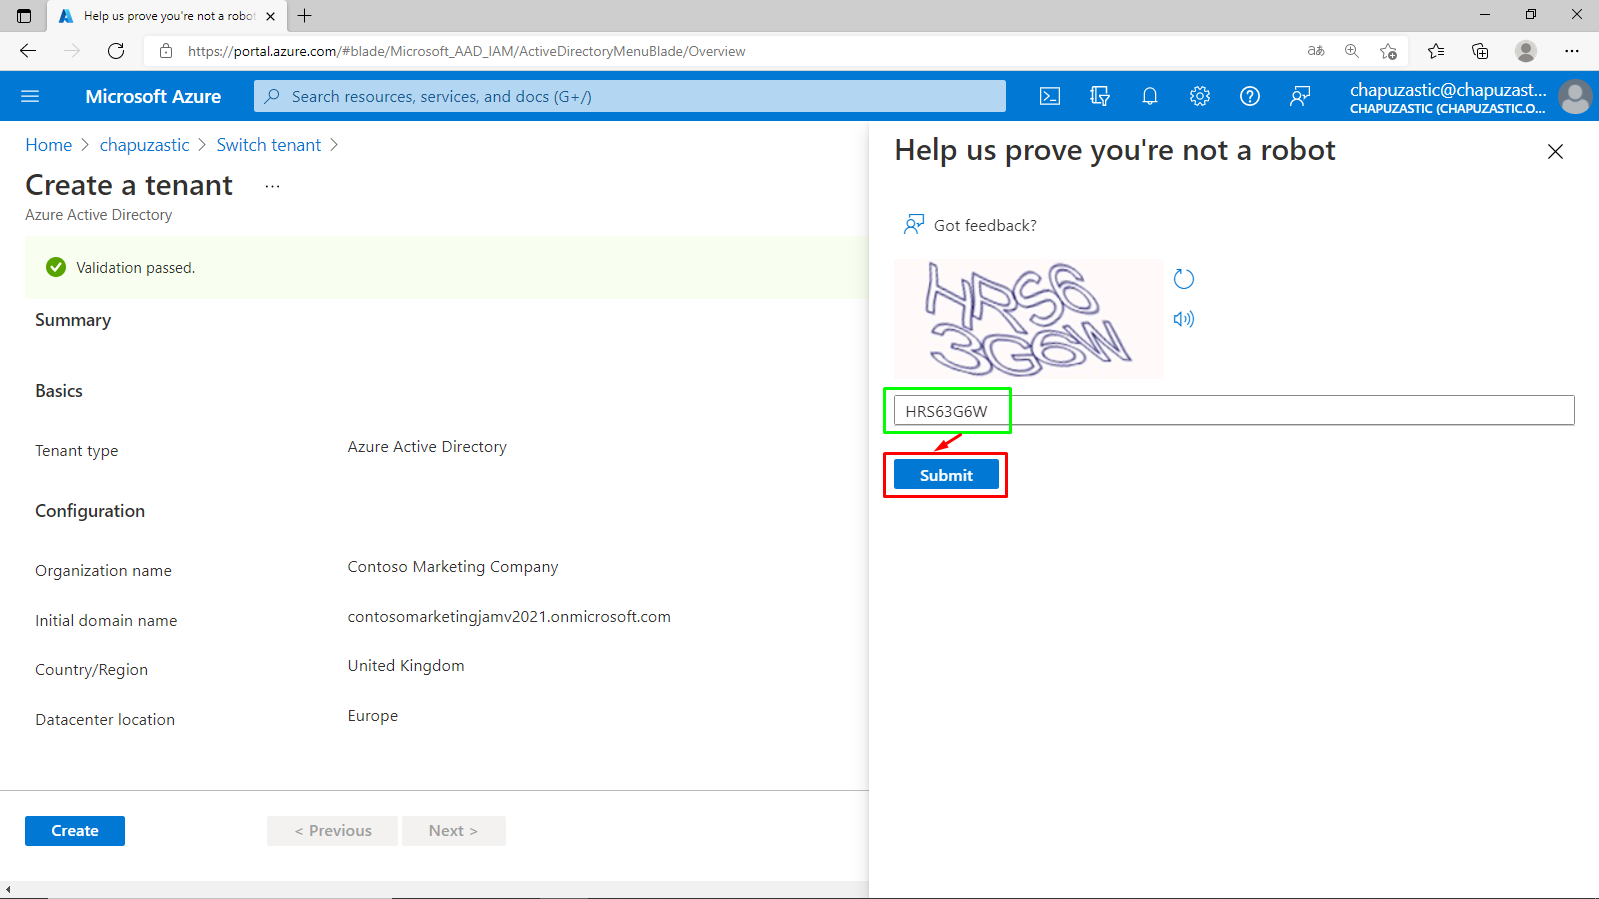 Help us prove you're not a robot
https://portal.azure.com/#blade/Microsoft_AAD_IAM/ActiveDirectoryMenuBlade/Overview
Microsoft Azure
Search resources, services, and docs (G+/)
chapuzastic@chapuzast...
CHAPUZASTIC (CHAPUZASTIC.O...
Home > chapuzastic > Switch tenant >
Create a tenant ...
Azure Active Directory
Validation passed.
Summary
Basics
Tenant type Azure Active Directory
Configuration
Organization name Contoso Marketing Company
Initial domain name contosomarketingjamv2021.onmicrosoft.com
Country/Region United Kingdom
Datacenter location Europe
Create
< Previous
Next >
Help us prove you're not a robot
Got feedback?
HRS6
3G6W
HRS63G6W
Submit